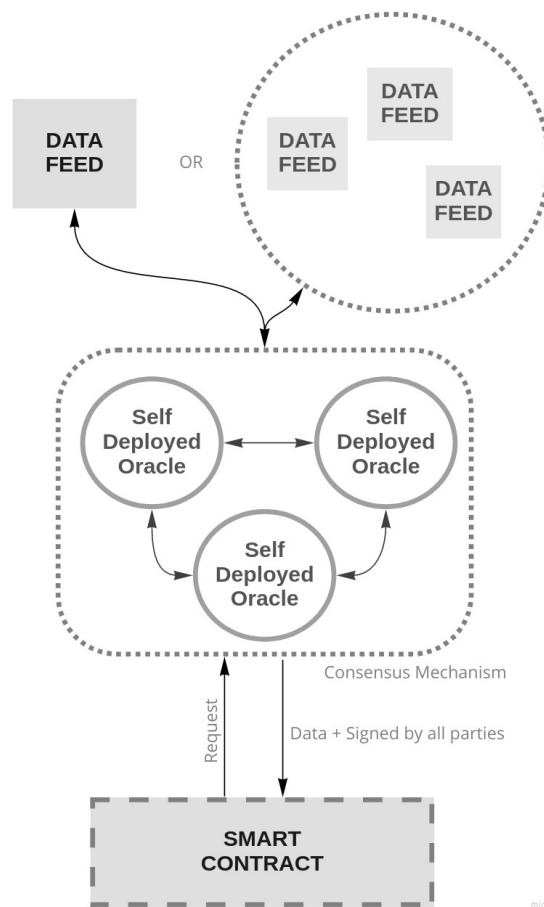 DATA
FEED
OR
DATA
FEED
DATA
FEED
DATA
FEED
Self
Deployed
Oracle
Self
Deployed
Oracle
Self
Deployed
Oracle
Consensus Mechanism
Request
Data + Signed by all parties
SMART
CONTRACT